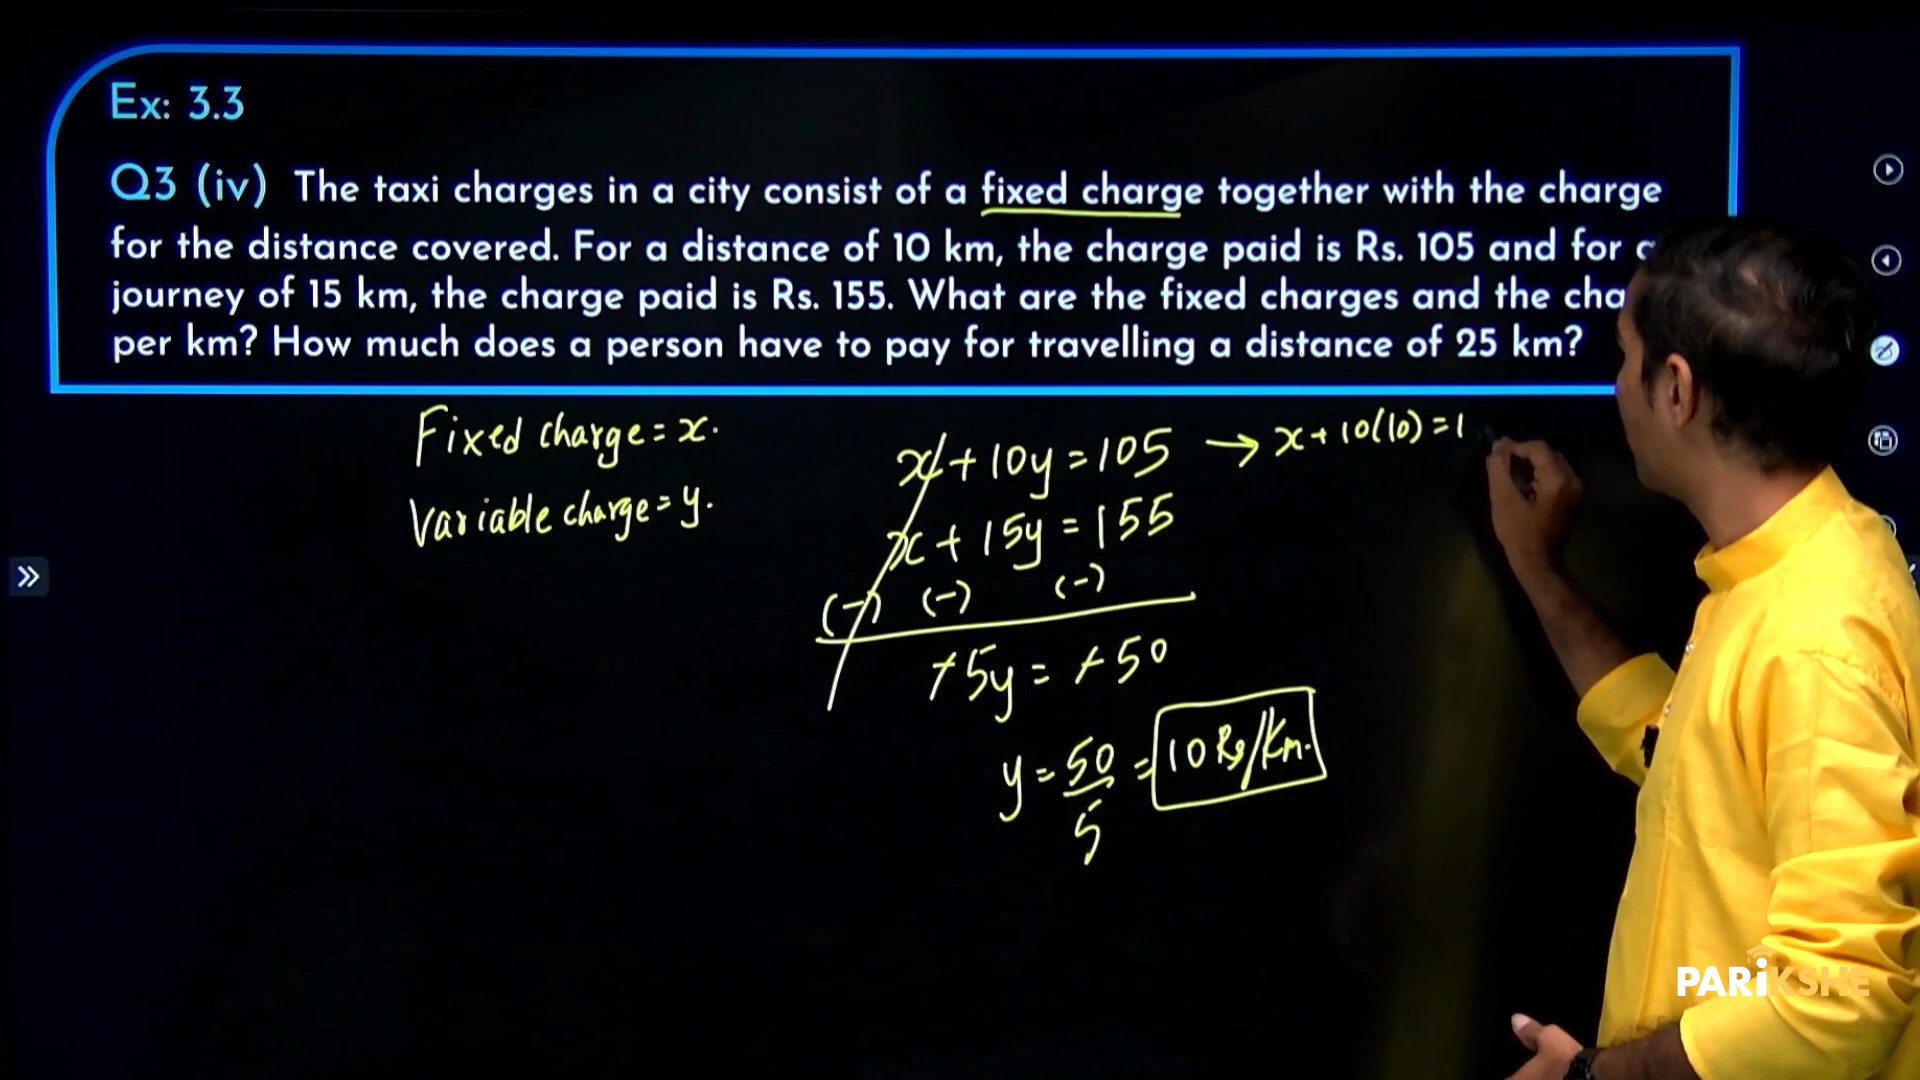 Ex: 3.3
Q3 (iv) The taxi charges in a city consist of a fixed charge together with the charge
for the distance covered. For a distance of 10 km, the charge paid is Rs. 105 and for
journey of 15 km, the charge paid is Rs. 155. What are the fixed charges and the cha
per km? How much does a person have to pay for travelling a distance of 25 km?
Fixed charge = x.
Variable charge = y.
x + 10y = 105 → x + 10(10) = 1
x + 15y = 155
(-) (-) (-)
+5y = +50
y = 50/5 = 10 Rs/Km.
PARiKSHE